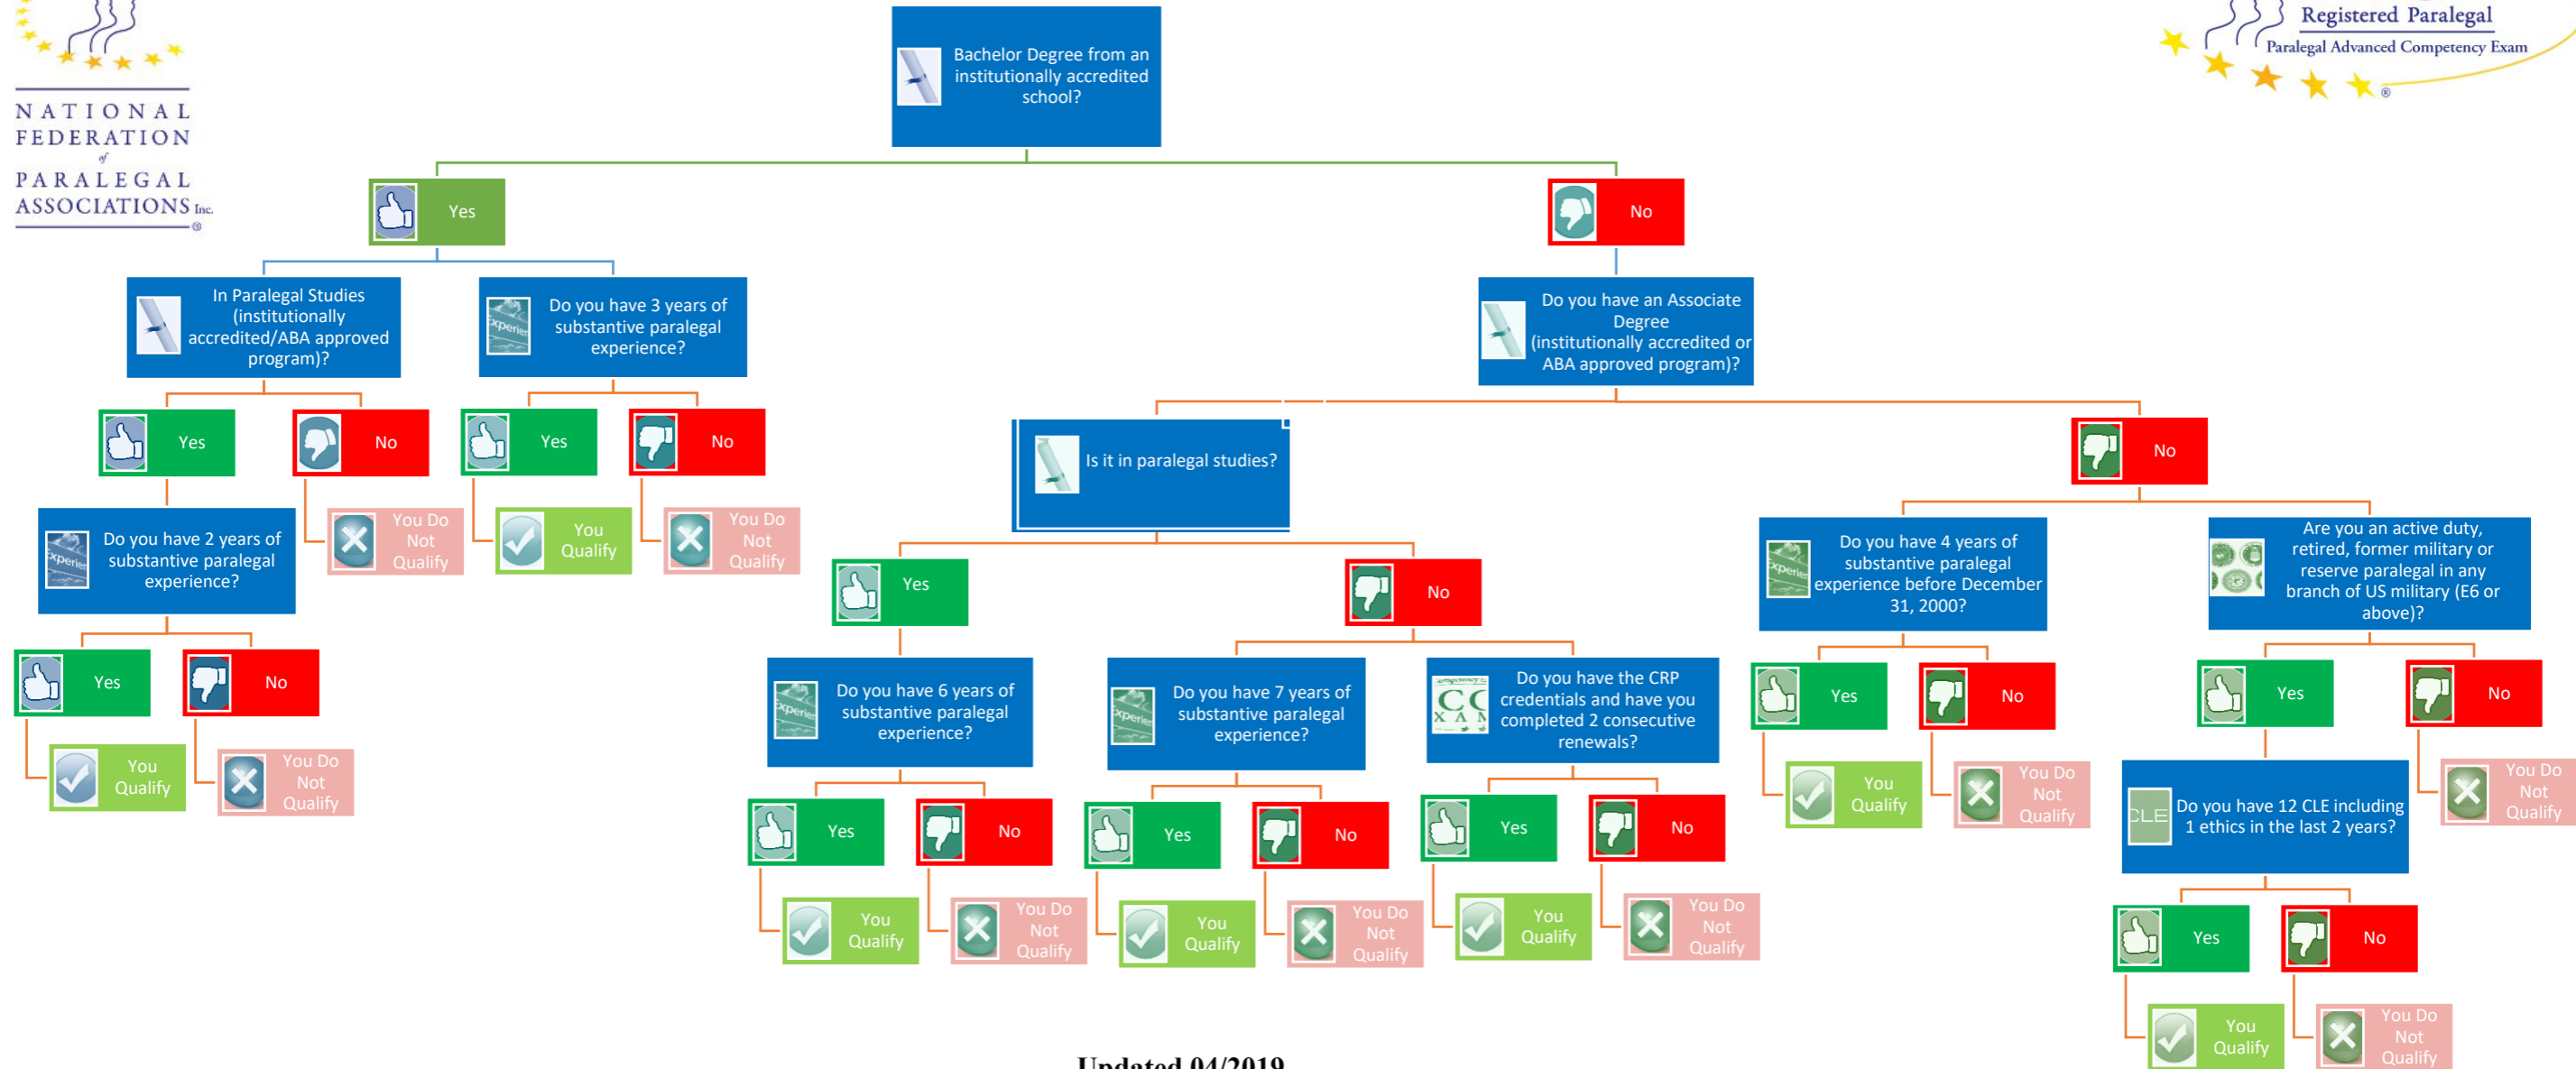 NATIONAL
FEDERATION
of
PARALEGAL
ASSOCIATIONS Inc.
®
Registered Paralegal
Paralegal Advanced Competency Exam
®
Bachelor Degree from an
institutionally accredited
school?
Yes
No
In Paralegal Studies
(institutionally
accredited/ABA approved
program)?
Do you have 3 years of
substantive paralegal
experience?
Do you have an Associate
Degree
(institutionally accredited or
ABA approved program)?
Yes
No
Yes
No
Is it in paralegal studies?
No
Do you have 2 years of
substantive paralegal
experience?
You Do
Not
Qualify
You
Qualify
You Do
Not
Qualify
Yes
No
Do you have 4 years of
substantive paralegal
experience before December
31, 2000?
Are you an active duty,
retired, former military or
reserve paralegal in any
branch of US military (E6 or
above)?
Yes
No
Do you have 6 years of
substantive paralegal
experience?
Do you have 7 years of
substantive paralegal
experience?
Do you have the CRP
credentials and have you
completed 2 consecutive
renewals?
Yes
No
Yes
No
You
Qualify
You Do
Not
Qualify
Yes
No
Yes
No
Yes
No
You
Qualify
You Do
Not
Qualify
CLE
Do you have 12 CLE including
1 ethics in the last 2 years?
You Do
Not
Qualify
You
Qualify
You Do
Not
Qualify
You
Qualify
You Do
Not
Qualify
You
Qualify
You Do
Not
Qualify
Yes
No
You
Qualify
You Do
Not
Qualify
Updated 04/2019